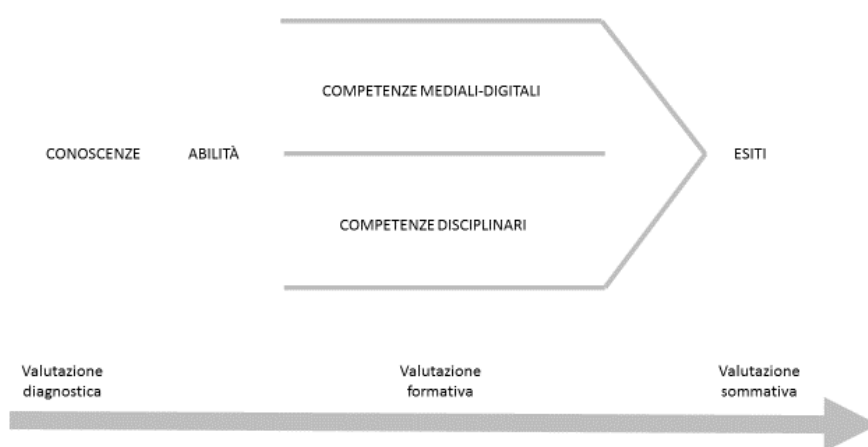 COMPETENZE MEDIALI-DIGITALI
CONOSCENZE
ABILITÀ
ESITI
COMPETENZE DISCIPLINARI
Valutazione
diagnostica
Valutazione
formativa
Valutazione
sommativa